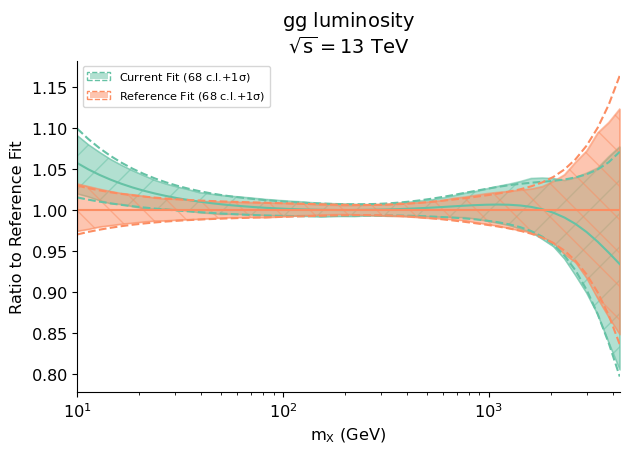 gg luminosity
√s = 13 TeV
Current Fit (68 c.l.+1σ)
Reference Fit (68 c.l.+1σ)
Ratio to Reference Fit
1.15
1.10
1.05
1.00
0.95
0.90
0.85
0.80
10¹
10²
10³
m_X (GeV)